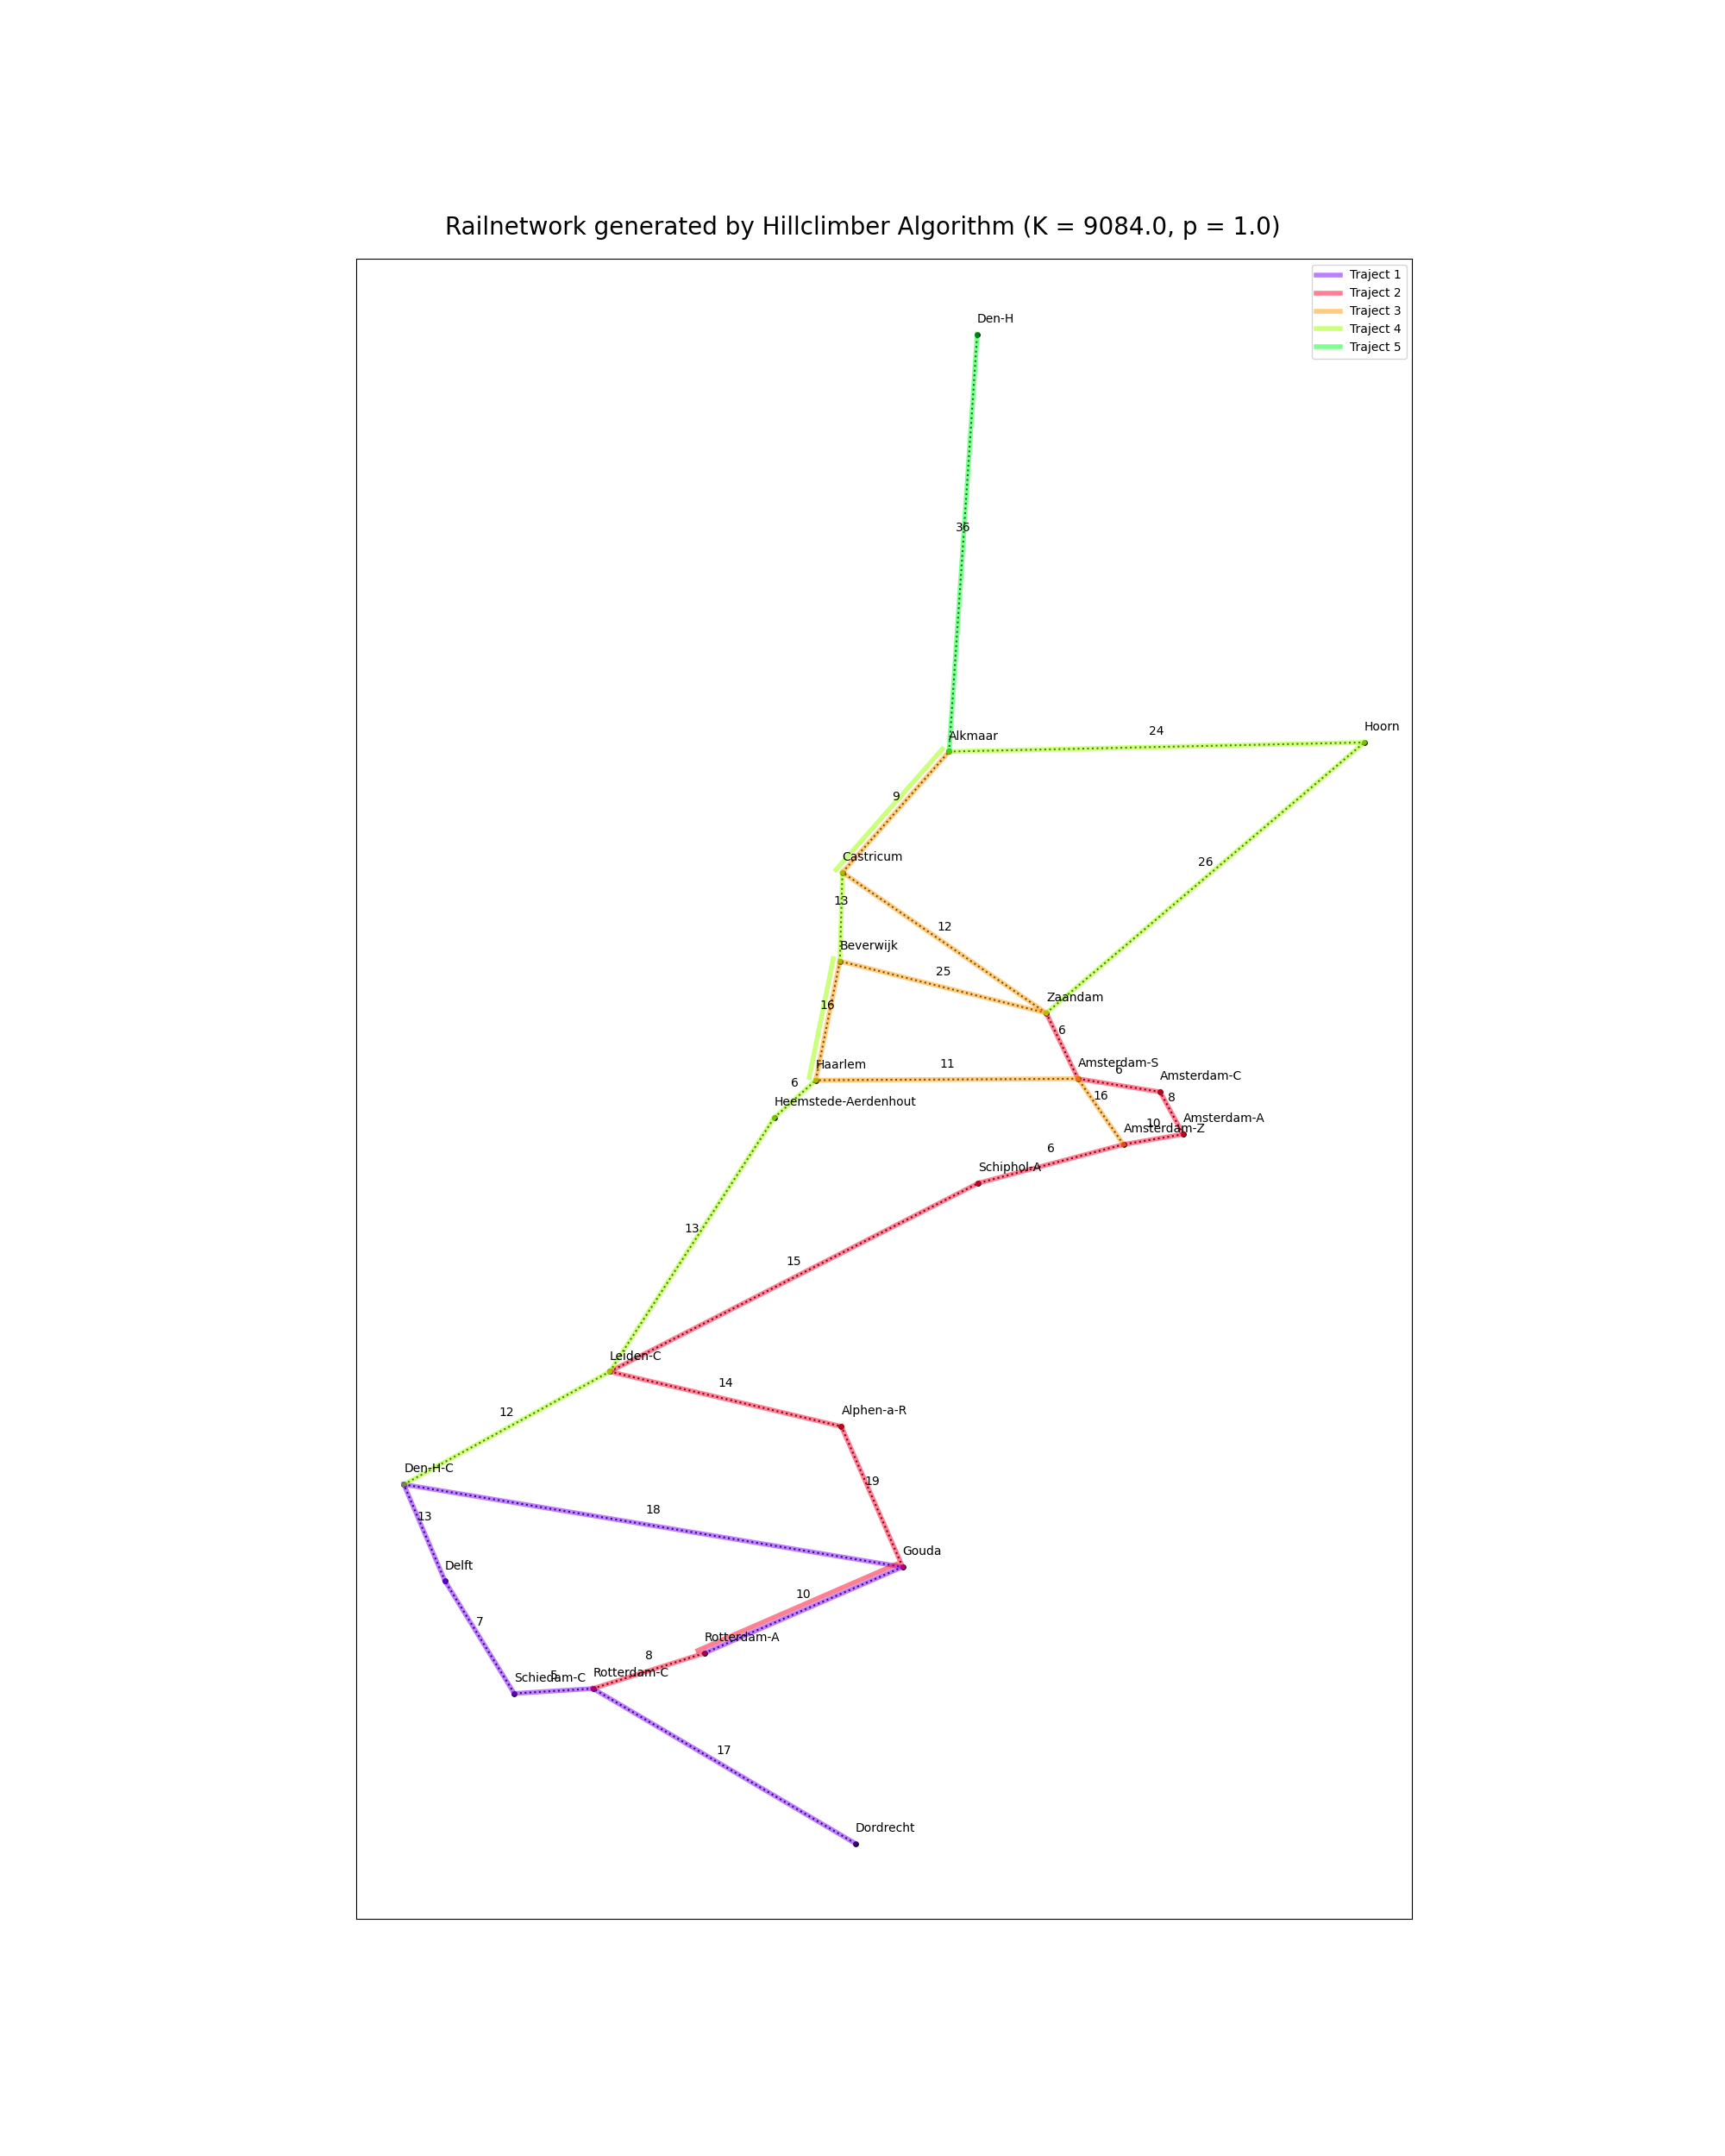 Railnetwork generated by Hillclimber Algorithm (K = 9084.0, p = 1.0)
Traject 1
Traject 2
Traject 3
Traject 4
Traject 5
Den-H
36
Hoorn
24
Alkmaar
9
Castricum
26
13
12
Beverwijk
25
Zaandam
16
6
Haarlem
11
Amsterdam-S
6
Amsterdam-C
6
Heemstede-Aerdenhout
16
8
10
Amsterdam-A
Amsterdam-Z
6
Schiphol-A
13
15
Leiden-C
14
12
Alphen-a-R
Den-H-C
19
18
13
Gouda
Delft
10
7
Rotterdam-A
8
Schiedam-C
5
Rotterdam-C
17
Dordrecht